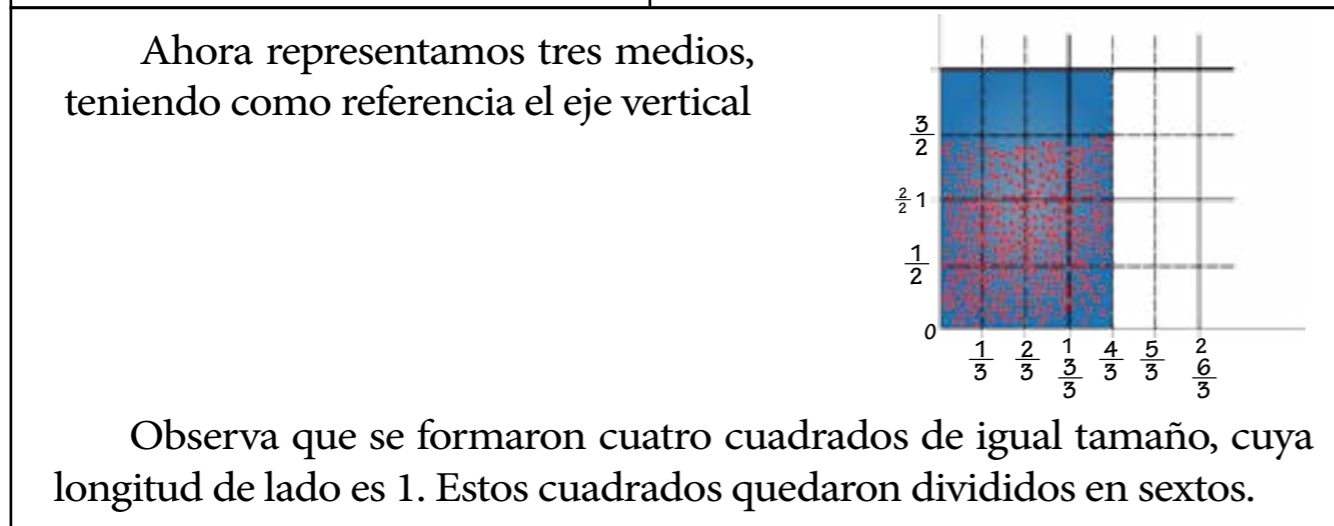 Ahora representamos tres medios,
teniendo como referencia el eje vertical
3/2
2/2 1
1/2
0
1/3 2/3 1 3/3 4/3 5/3 2 6/3
Observa que se formaron cuatro cuadrados de igual tamaño, cuya
longitud de lado es 1. Estos cuadrados quedaron divididos en sextos.